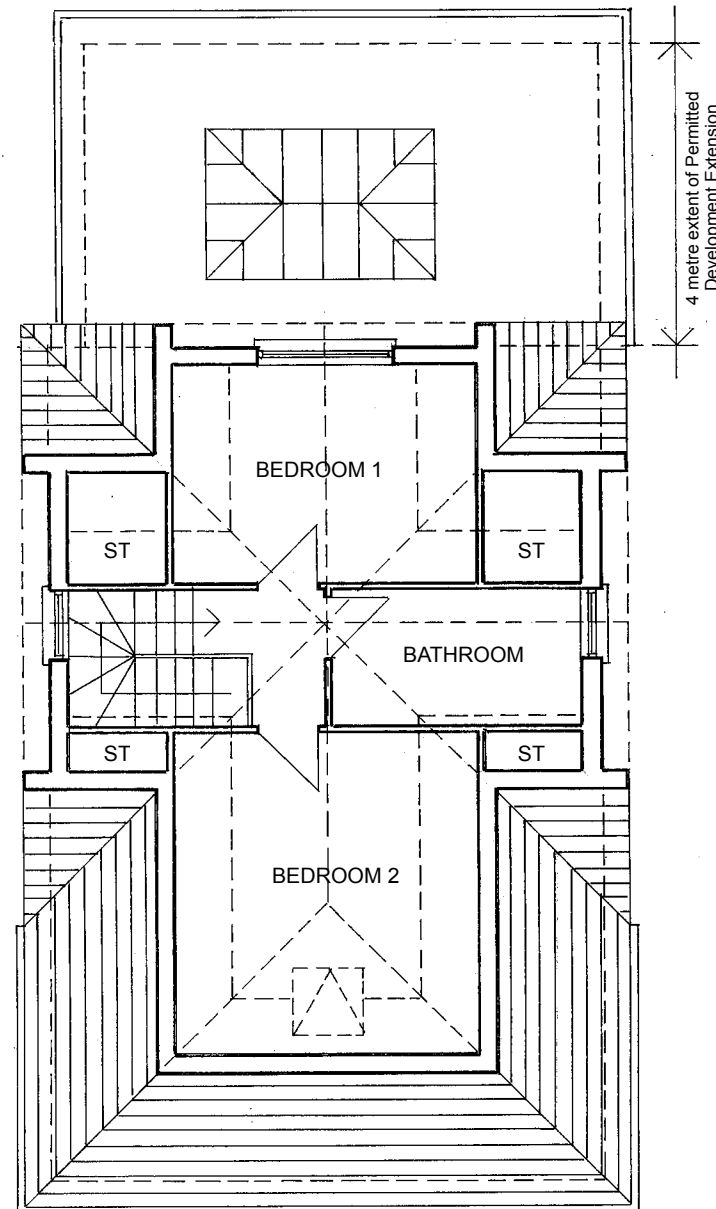 4 metre extent of Permitted
Development Extension
BEDROOM 1
ST
ST
BATHROOM
ST
ST
BEDROOM 2